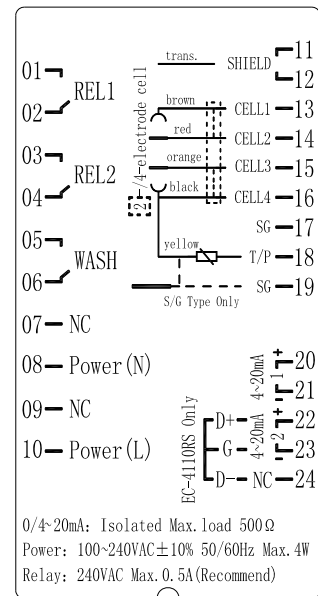 01
REL1
02
03
REL2
04
05
WASH
06
07 NC
08 Power(N)
09 NC
10 Power(L)
2-/4-electrode cell
trans. SHIELD 11
12
brown CELL1 13
red CELL2 14
orange CELL3 15
black CELL4 16
SG 17
yellow T/P 18
SG 19
S/G Type Only
4~20mA 1 + 20
- 21
EC-4110RS Only
D+ 4~20mA 2 + 22
G - 23
D- NC 24
0/4~20mA: Isolated Max. load 500Ω
Power: 100~240VAC±10% 50/60Hz Max. 4W
Relay: 240VAC Max. 0.5A(Recommend)